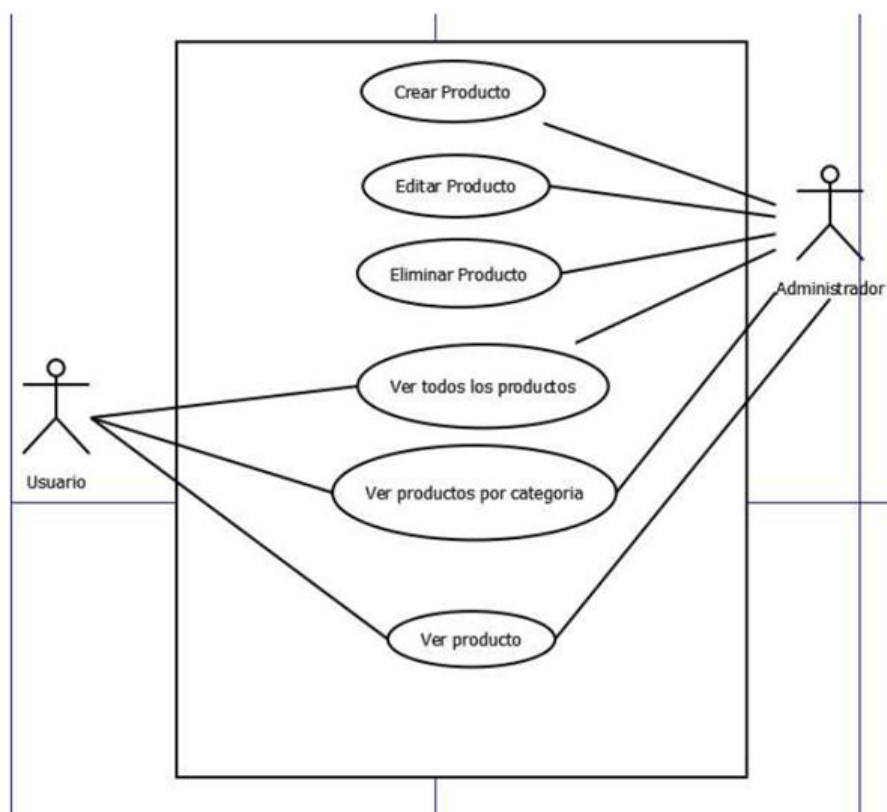 Crear Producto
Editar Producto
Eliminar Producto
Administrador
Ver todos los productos
Usuario
Ver productos por categoria
Ver producto